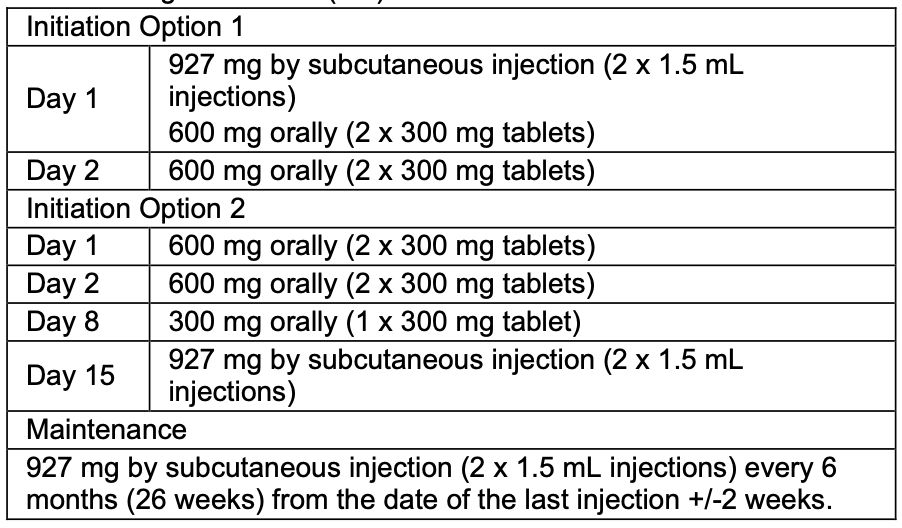 Initiation Option 1
Day 1
927 mg by subcutaneous injection (2 x 1.5 mL
injections)
600 mg orally (2 x 300 mg tablets)
Day 2
600 mg orally (2 x 300 mg tablets)
Initiation Option 2
Day 1
600 mg orally (2 x 300 mg tablets)
Day 2
600 mg orally (2 x 300 mg tablets)
Day 8
300 mg orally (1 x 300 mg tablet)
Day 15
927 mg by subcutaneous injection (2 x 1.5 mL
injections)
Maintenance
927 mg by subcutaneous injection (2 x 1.5 mL injections) every 6
months (26 weeks) from the date of the last injection +/-2 weeks.